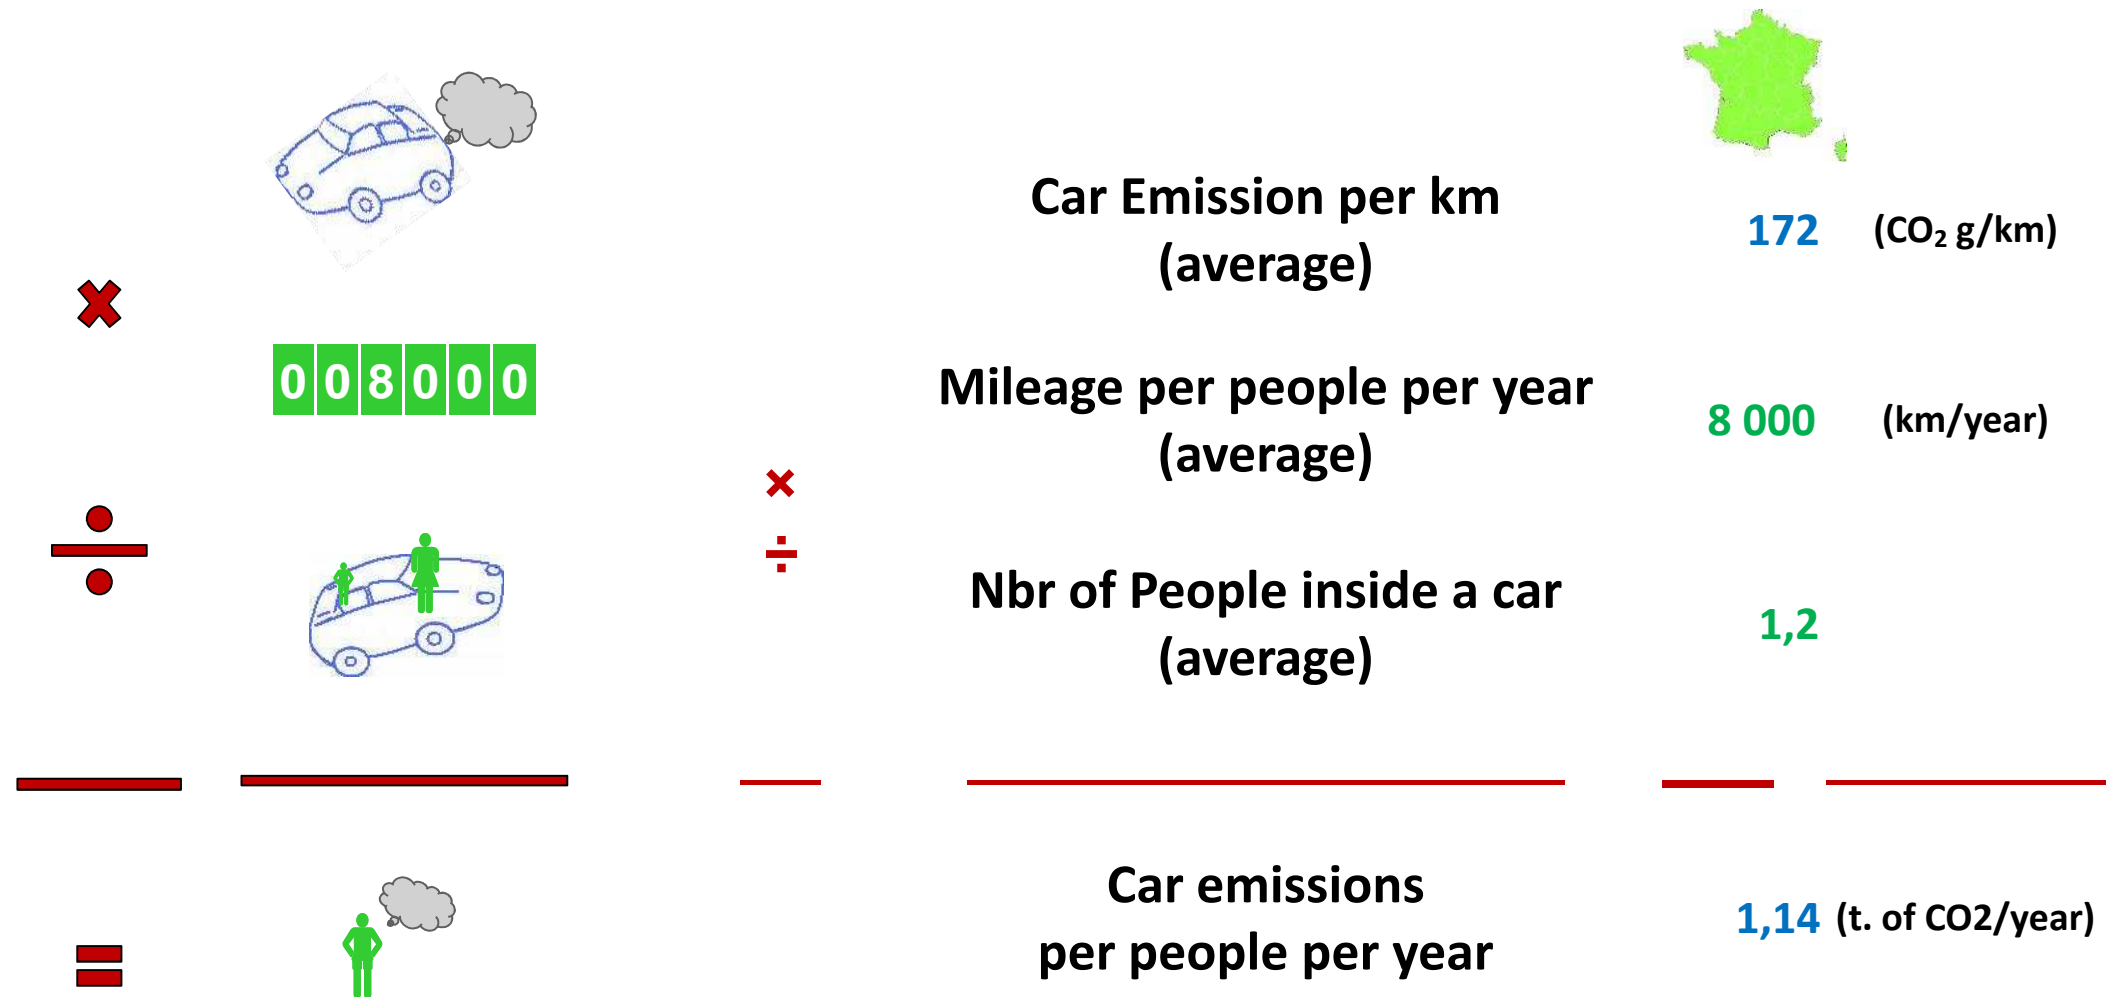 Car Emission per km
(average)
172 (CO₂ g/km)
×
008000
Mileage per people per year
(average)
8 000 (km/year)
÷
×
÷
Nbr of People inside a car
(average)
1,2
=
Car emissions
per people per year
1,14 (t. of CO2/year)